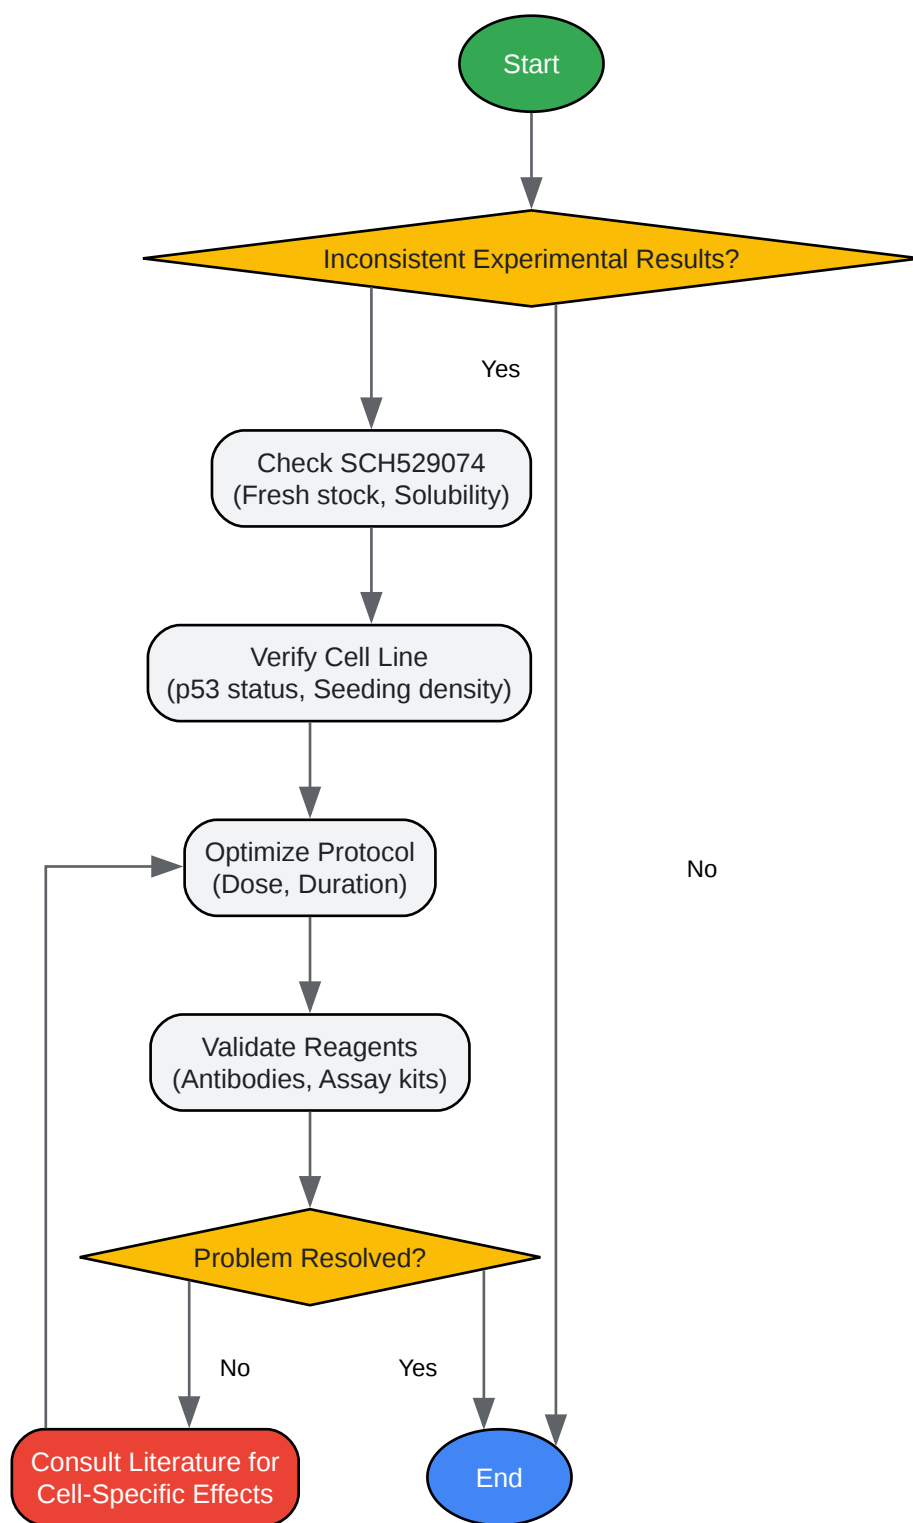 Start
Inconsistent Experimental Results?
Yes
Check SCH529074
(Fresh stock, Solubility)
Verify Cell Line
(p53 status, Seeding density)
Optimize Protocol
(Dose, Duration)
No
Validate Reagents
(Antibodies, Assay kits)
Problem Resolved?
No
Yes
Consult Literature for
Cell-Specific Effects
End